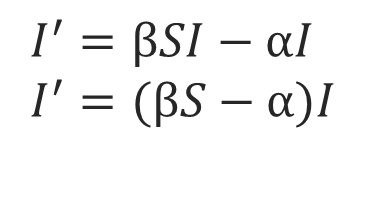 I′ = βSI − αI
I′ = (βS − α)I